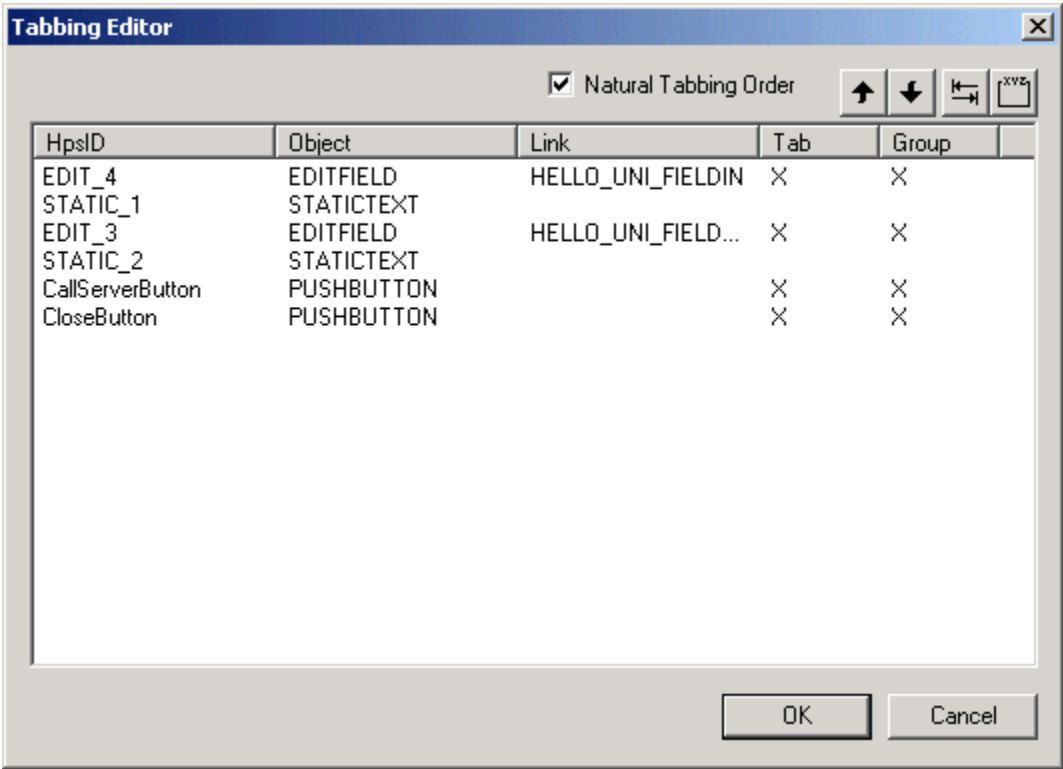 Tabbing Editor
Natural Tabbing Order
XYZ
HpsID Object Link Tab Group
EDIT_4 EDITFIELD HELLO_UNI_FIELDIN X X
STATIC_1 STATICTEXT
EDIT_3 EDITFIELD HELLO_UNI_FIELD... X X
STATIC_2 STATICTEXT
CallServerButton PUSHBUTTON X X
CloseButton PUSHBUTTON X X
OK Cancel